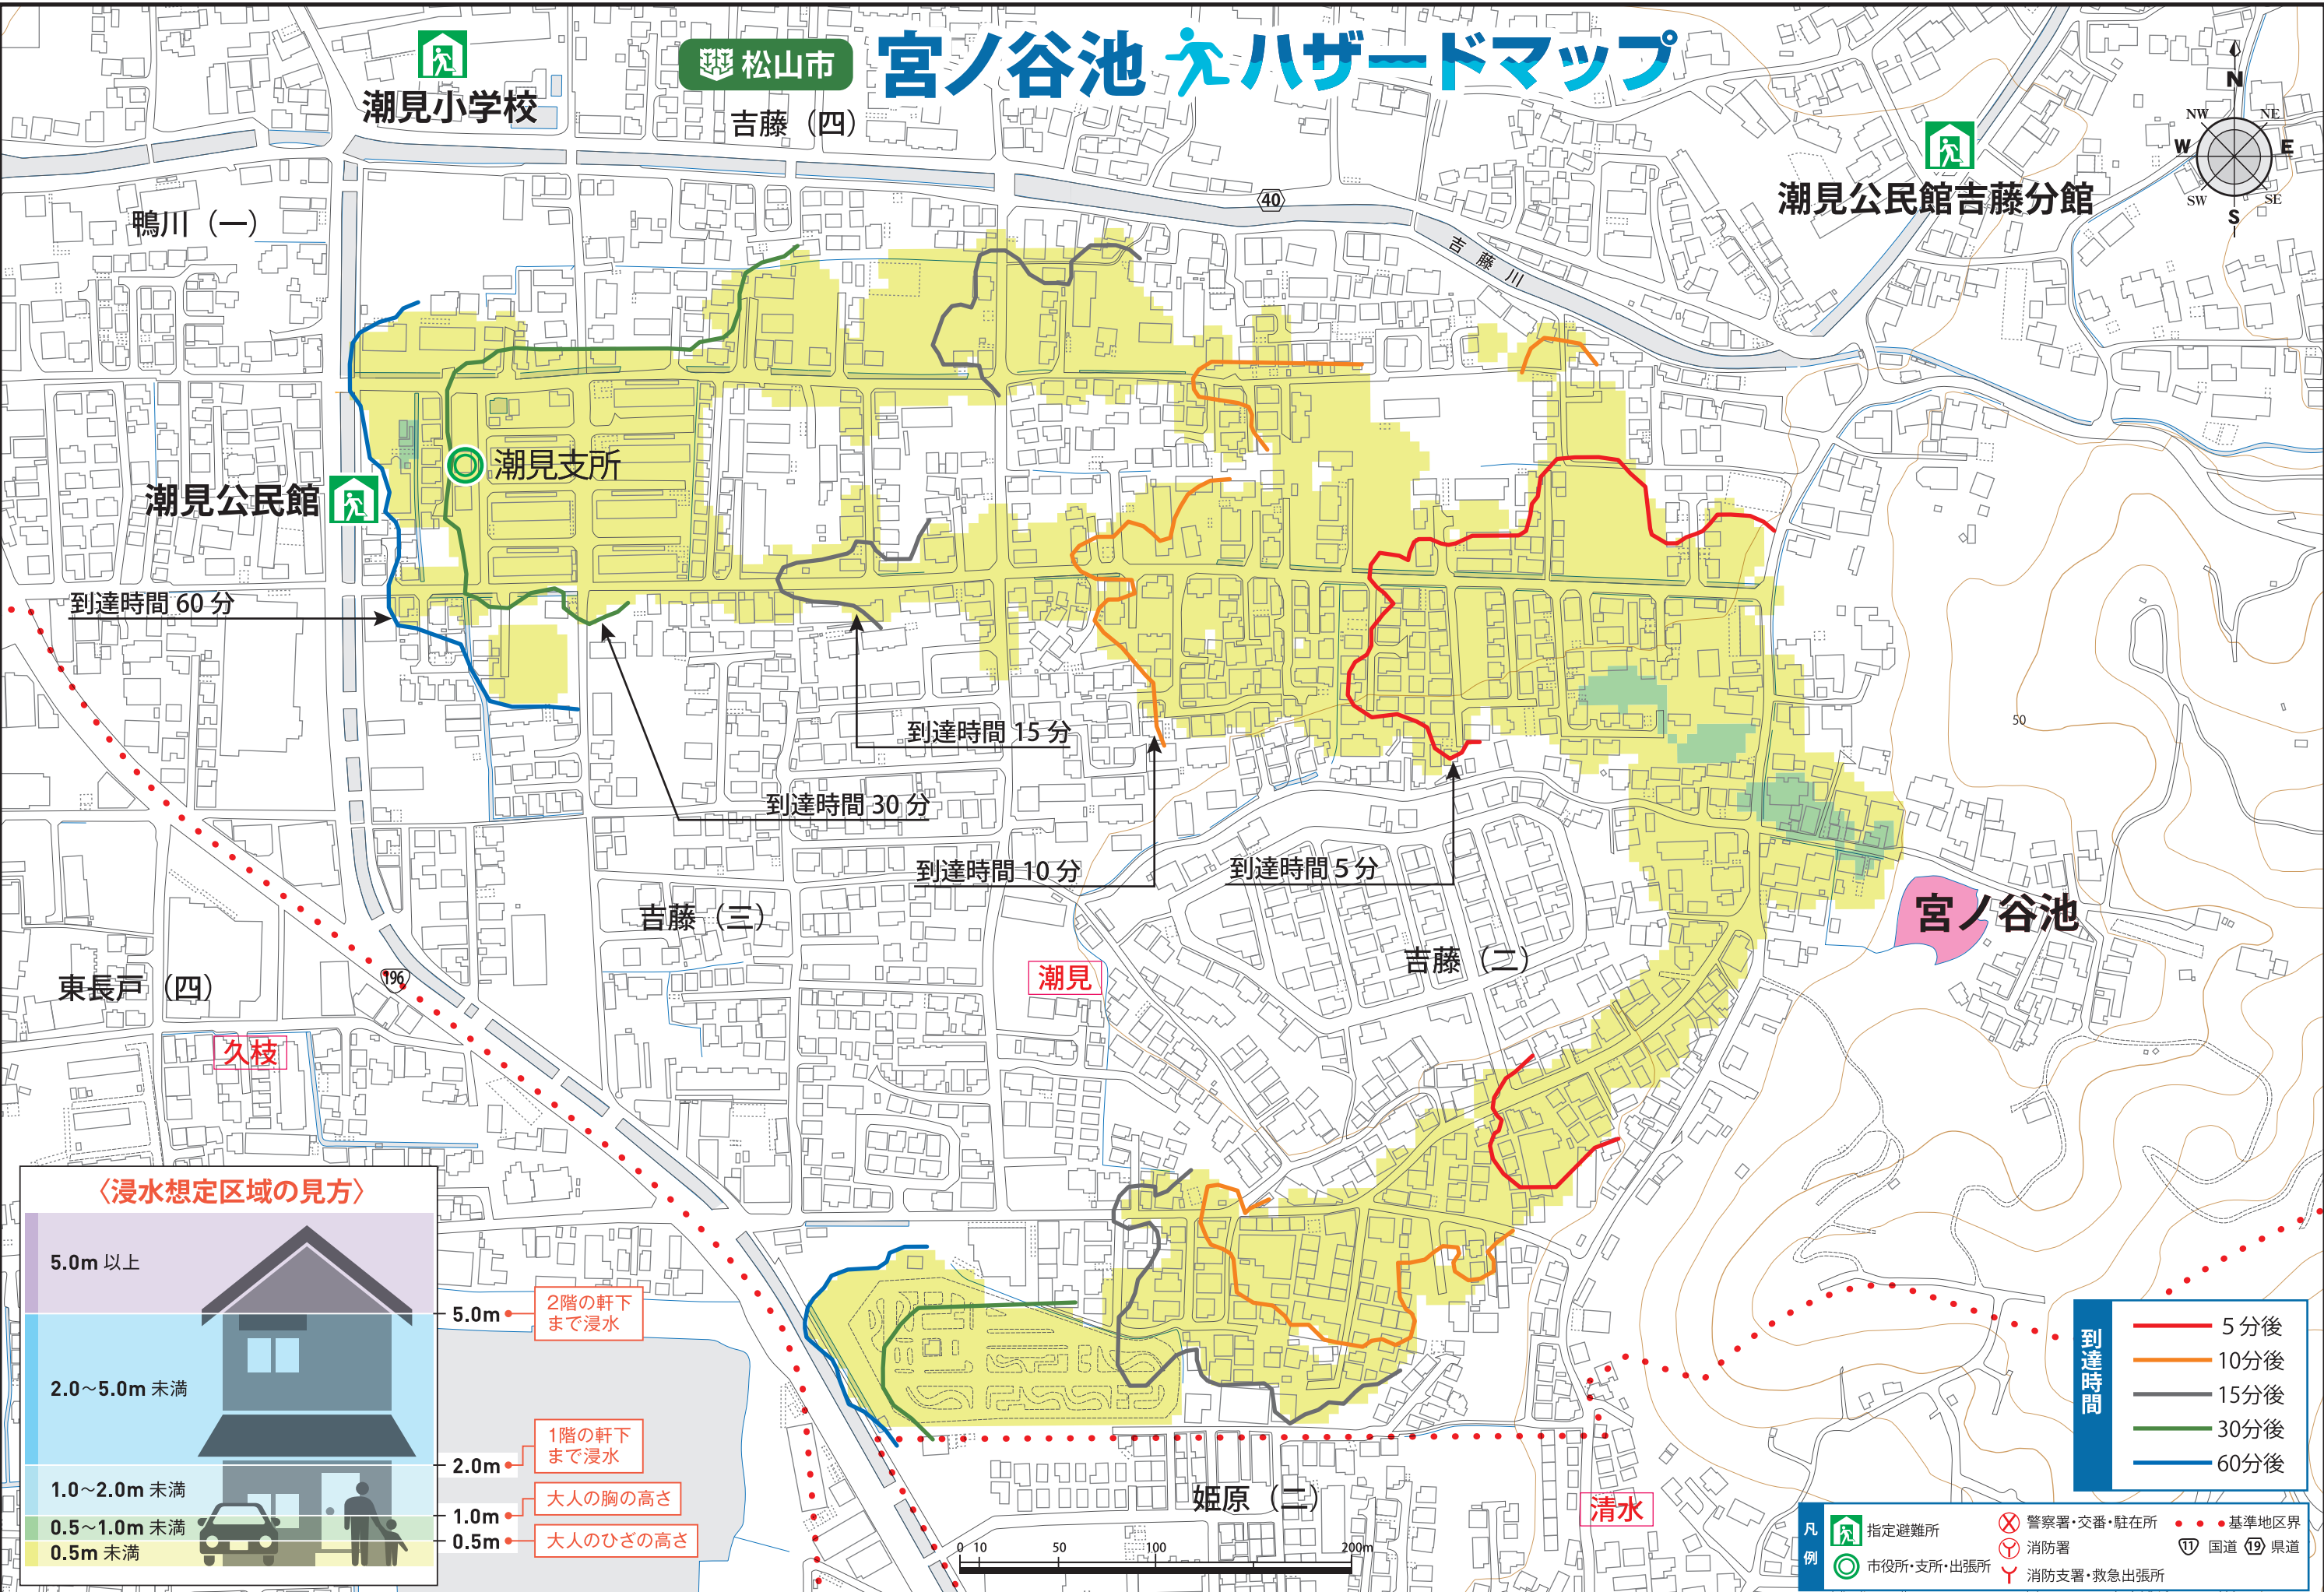 松山市 宮ノ谷池 ハザードマップ
潮見小学校
吉藤（四）
N
NW NE
W E
SW SE
S
潮見公民館吉藤分館
鴨川（一）
40
吉藤川
潮見支所
潮見公民館
到達時間 60 分
到達時間 15 分
到達時間 30 分
到達時間 10 分
到達時間 5 分
50
宮ノ谷池
吉藤（三）
吉藤（二）
潮見
東長戸（四）
196
久枝
〈浸水想定区域の見方〉
5.0m 以上
5.0m
2階の軒下
まで浸水
2.0～5.0m 未満
2.0m
1階の軒下
まで浸水
1.0～2.0m 未満
1.0m
大人の胸の高さ
0.5～1.0m 未満
0.5m
大人のひざの高さ
0.5m 未満
姫原（二）
清水
0 10 50 100 200m
到達時間
5 分後
10分後
15分後
30分後
60分後
凡例
指定避難所
市役所・支所・出張所
警察署・交番・駐在所
消防署
消防支署・救急出張所
基準地区界
11 国道 19 県道